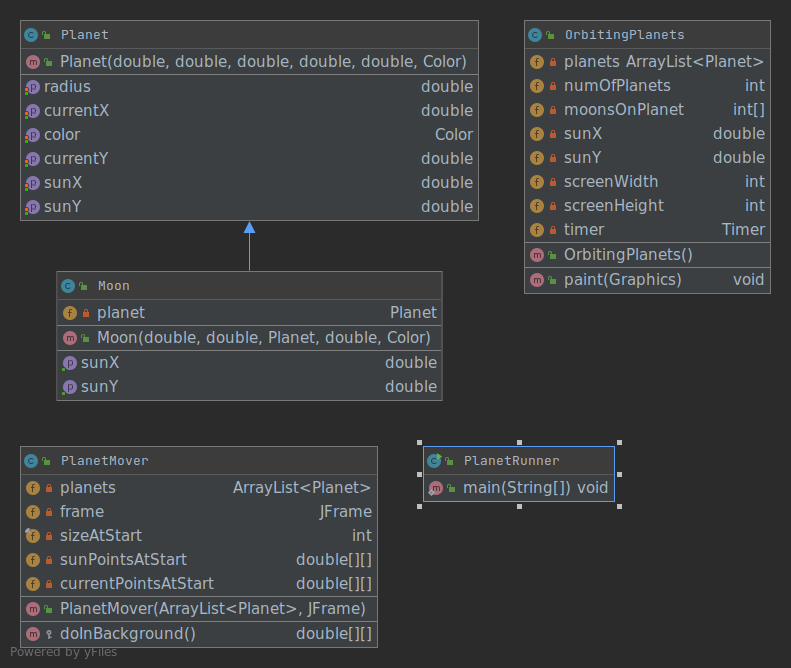 Planet
Planet(double, double, double, double, double, Color)
radius double
currentX double
color Color
currentY double
sunX double
sunY double
OrbitingPlanets
planets ArrayList<Planet>
numOfPlanets int
moonsOnPlanet int[]
sunX double
sunY double
screenWidth int
screenHeight int
timer Timer
OrbitingPlanets()
paint(Graphics) void
Moon
planet Planet
Moon(double, double, Planet, double, Color)
sunX double
sunY double
PlanetMover
planets ArrayList<Planet>
frame JFrame
sizeAtStart int
sunPointsAtStart double[][]
currentPointsAtStart double[][]
PlanetMover(ArrayList<Planet>, JFrame)
doInBackground() double[][]
PlanetRunner
main(String[]) void
Powered by yFiles